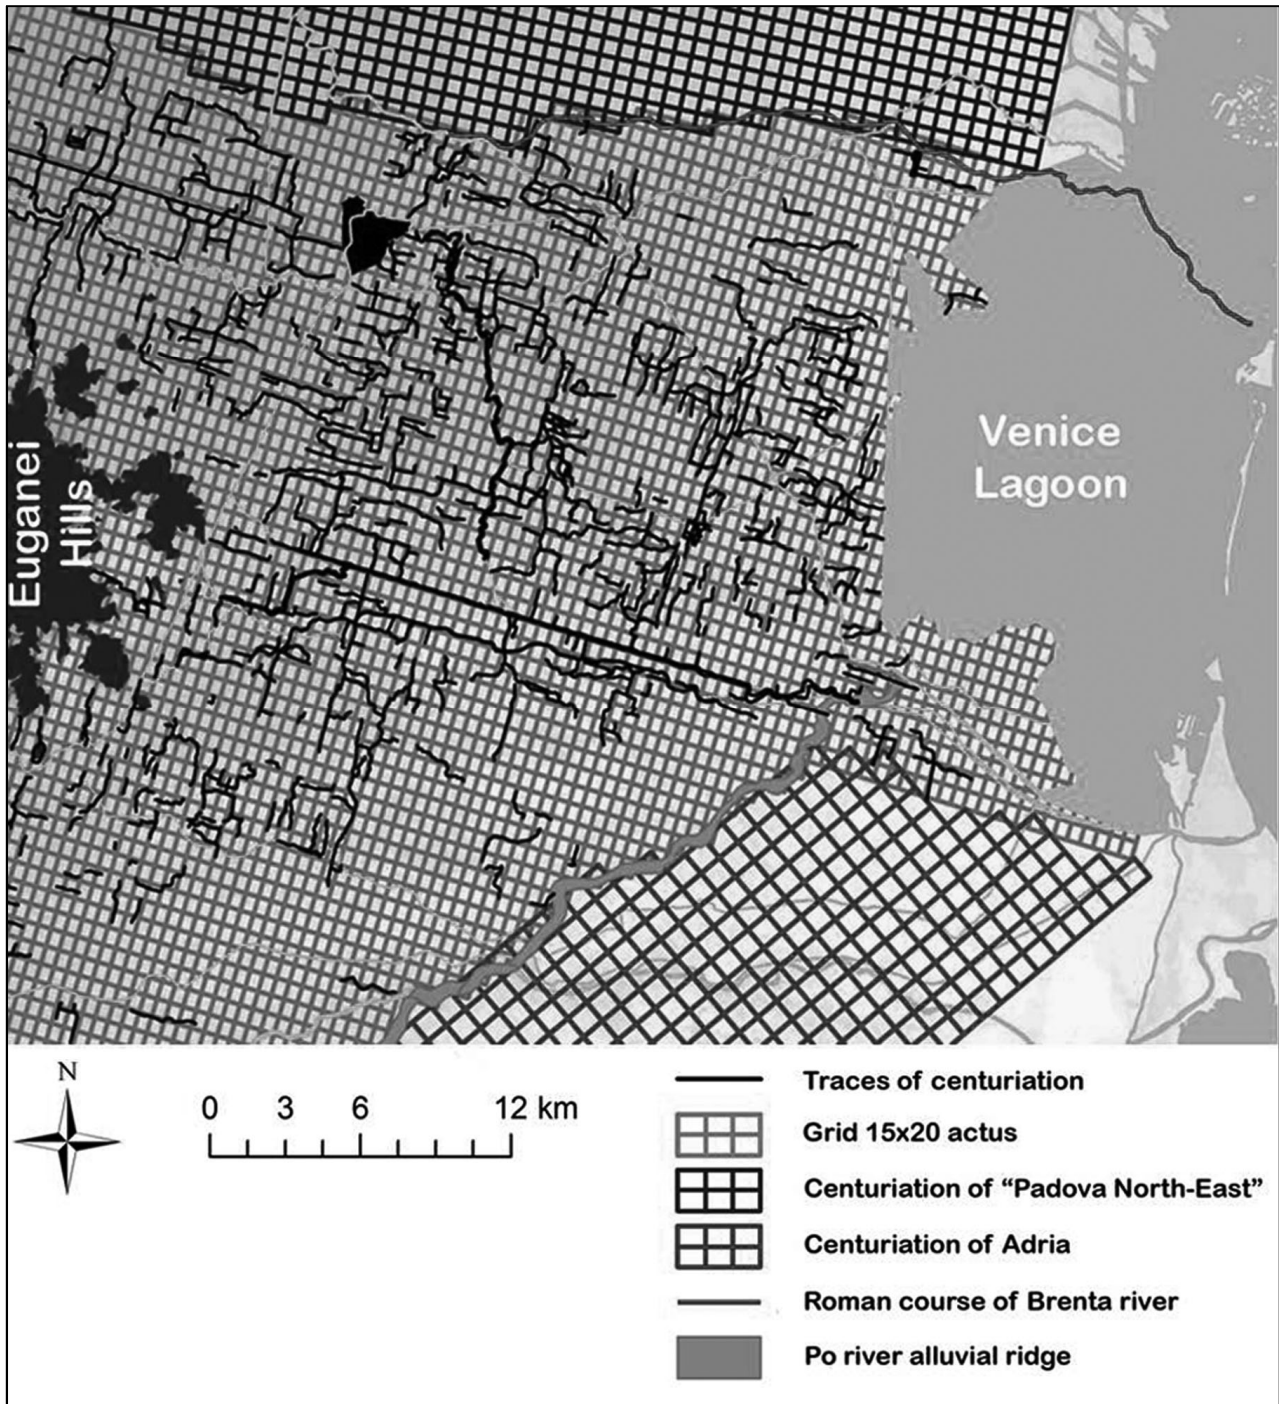 Venice
Lagoon
Euganei
Hills
N
0 3 6 12 km
Traces of centuriation
Grid 15x20 actus
Centuriation of “Padova North-East”
Centuriation of Adria
Roman course of Brenta river
Po river alluvial ridge